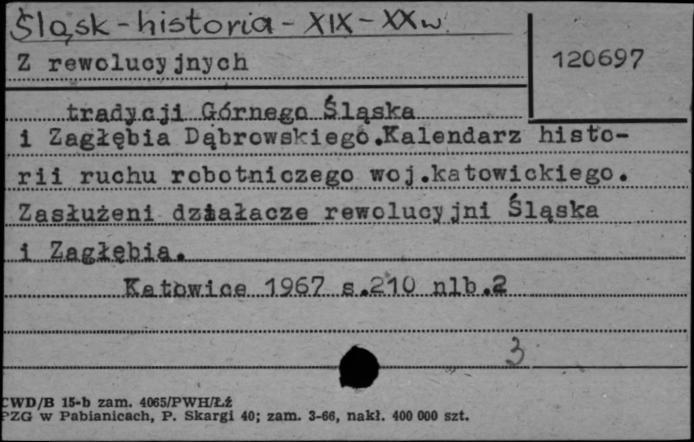 Śląsk - historia - XIX - XX w
Z rewolucyjnych
120697
tradycji Górnego Śląska
i Zagłębia Dąbrowskiego.Kalendarz histo-
rii ruchu robotniczego woj.katowickiego.
Zasłużeni działacze rewolucyjni Śląska
i Zagłębia.
Katowice 1967 s.210 nlb.2
3
CWD/B 15-b zam. 4065/PWH/Łź
PZG w Pabianicach, P. Skargi 40; zam. 3-66, nakł. 400 000 szt.